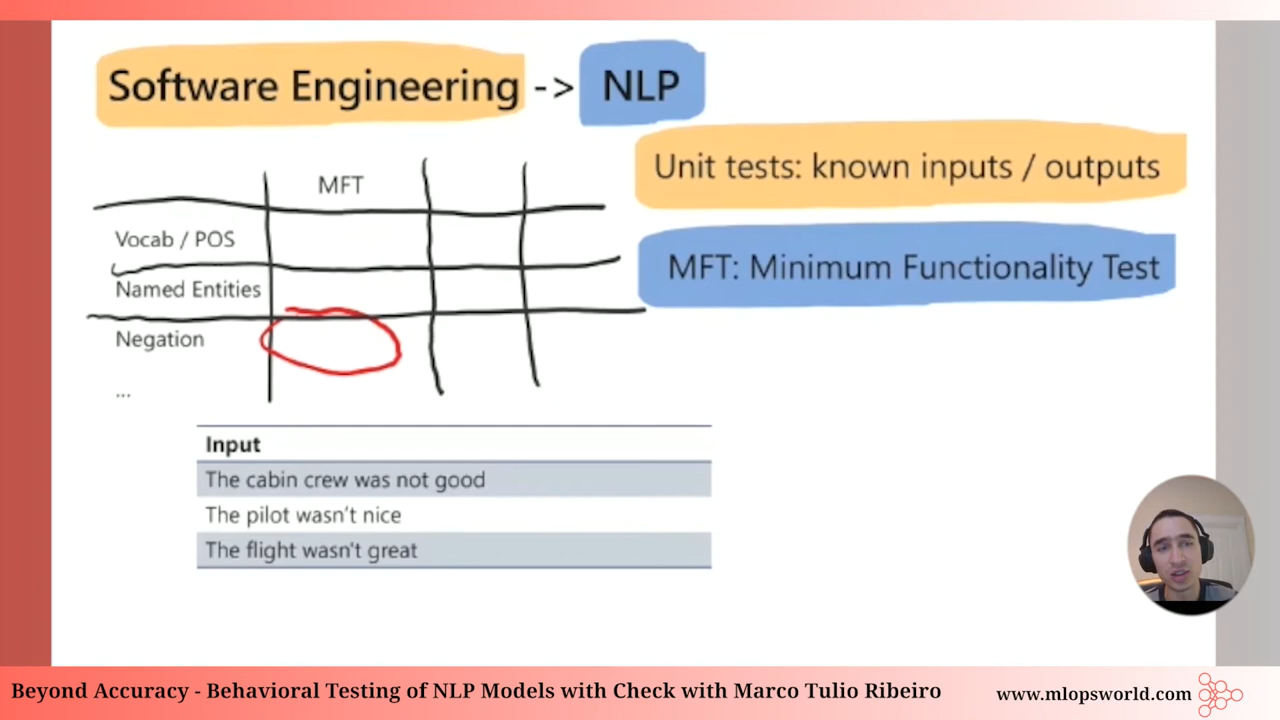 Software Engineering -> NLP
Unit tests: known inputs / outputs
MFT: Minimum Functionality Test
MFT
Vocab / POS
Named Entities
Negation
...
Input
The cabin crew was not good
The pilot wasn't nice
The flight wasn't great
Beyond Accuracy - Behavioral Testing of NLP Models with Check with Marco Tulio Ribeiro
www.mlopsworld.com